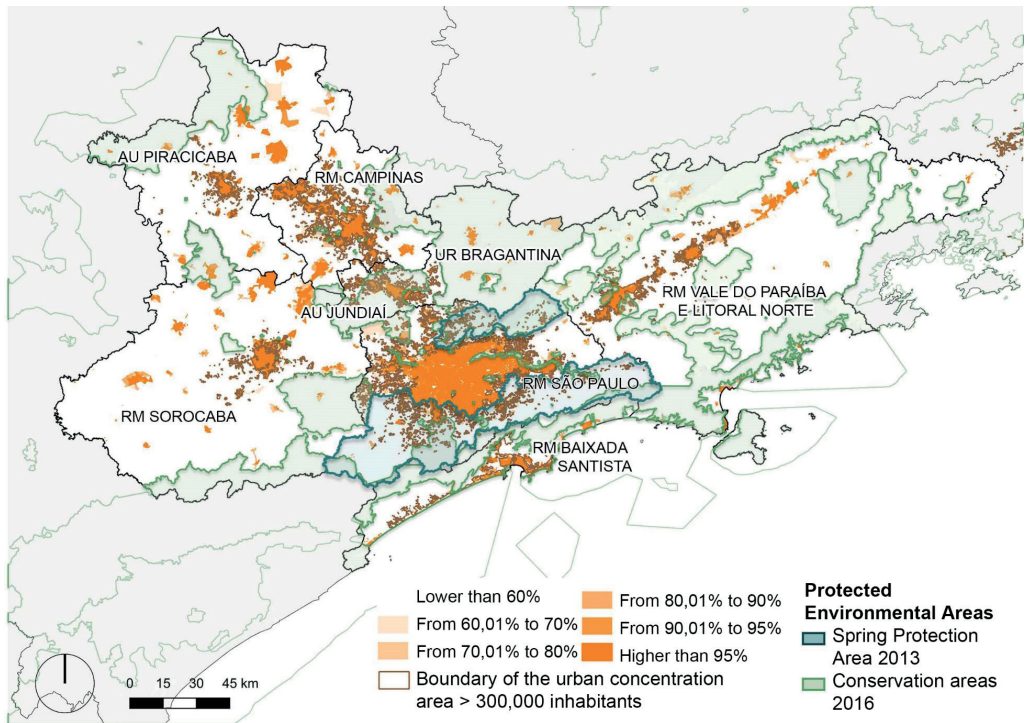 AU PIRACICABA
RM CAMPINAS
UR BRAGANTINA
AU JUNDIAÍ
RM VALE DO PARAÍBA
E LITORAL NORTE
RM SÃO PAULO
RM SOROCABA
RM BAIXADA
SANTISTA
Lower than 60%
From 60,01% to 70%
From 70,01% to 80%
From 80,01% to 90%
From 90,01% to 95%
Higher than 95%
Boundary of the urban concentration
area > 300,000 inhabitants
Protected
Environmental Areas
Spring Protection
Area 2013
Conservation areas
2016
0 15 30 45 km